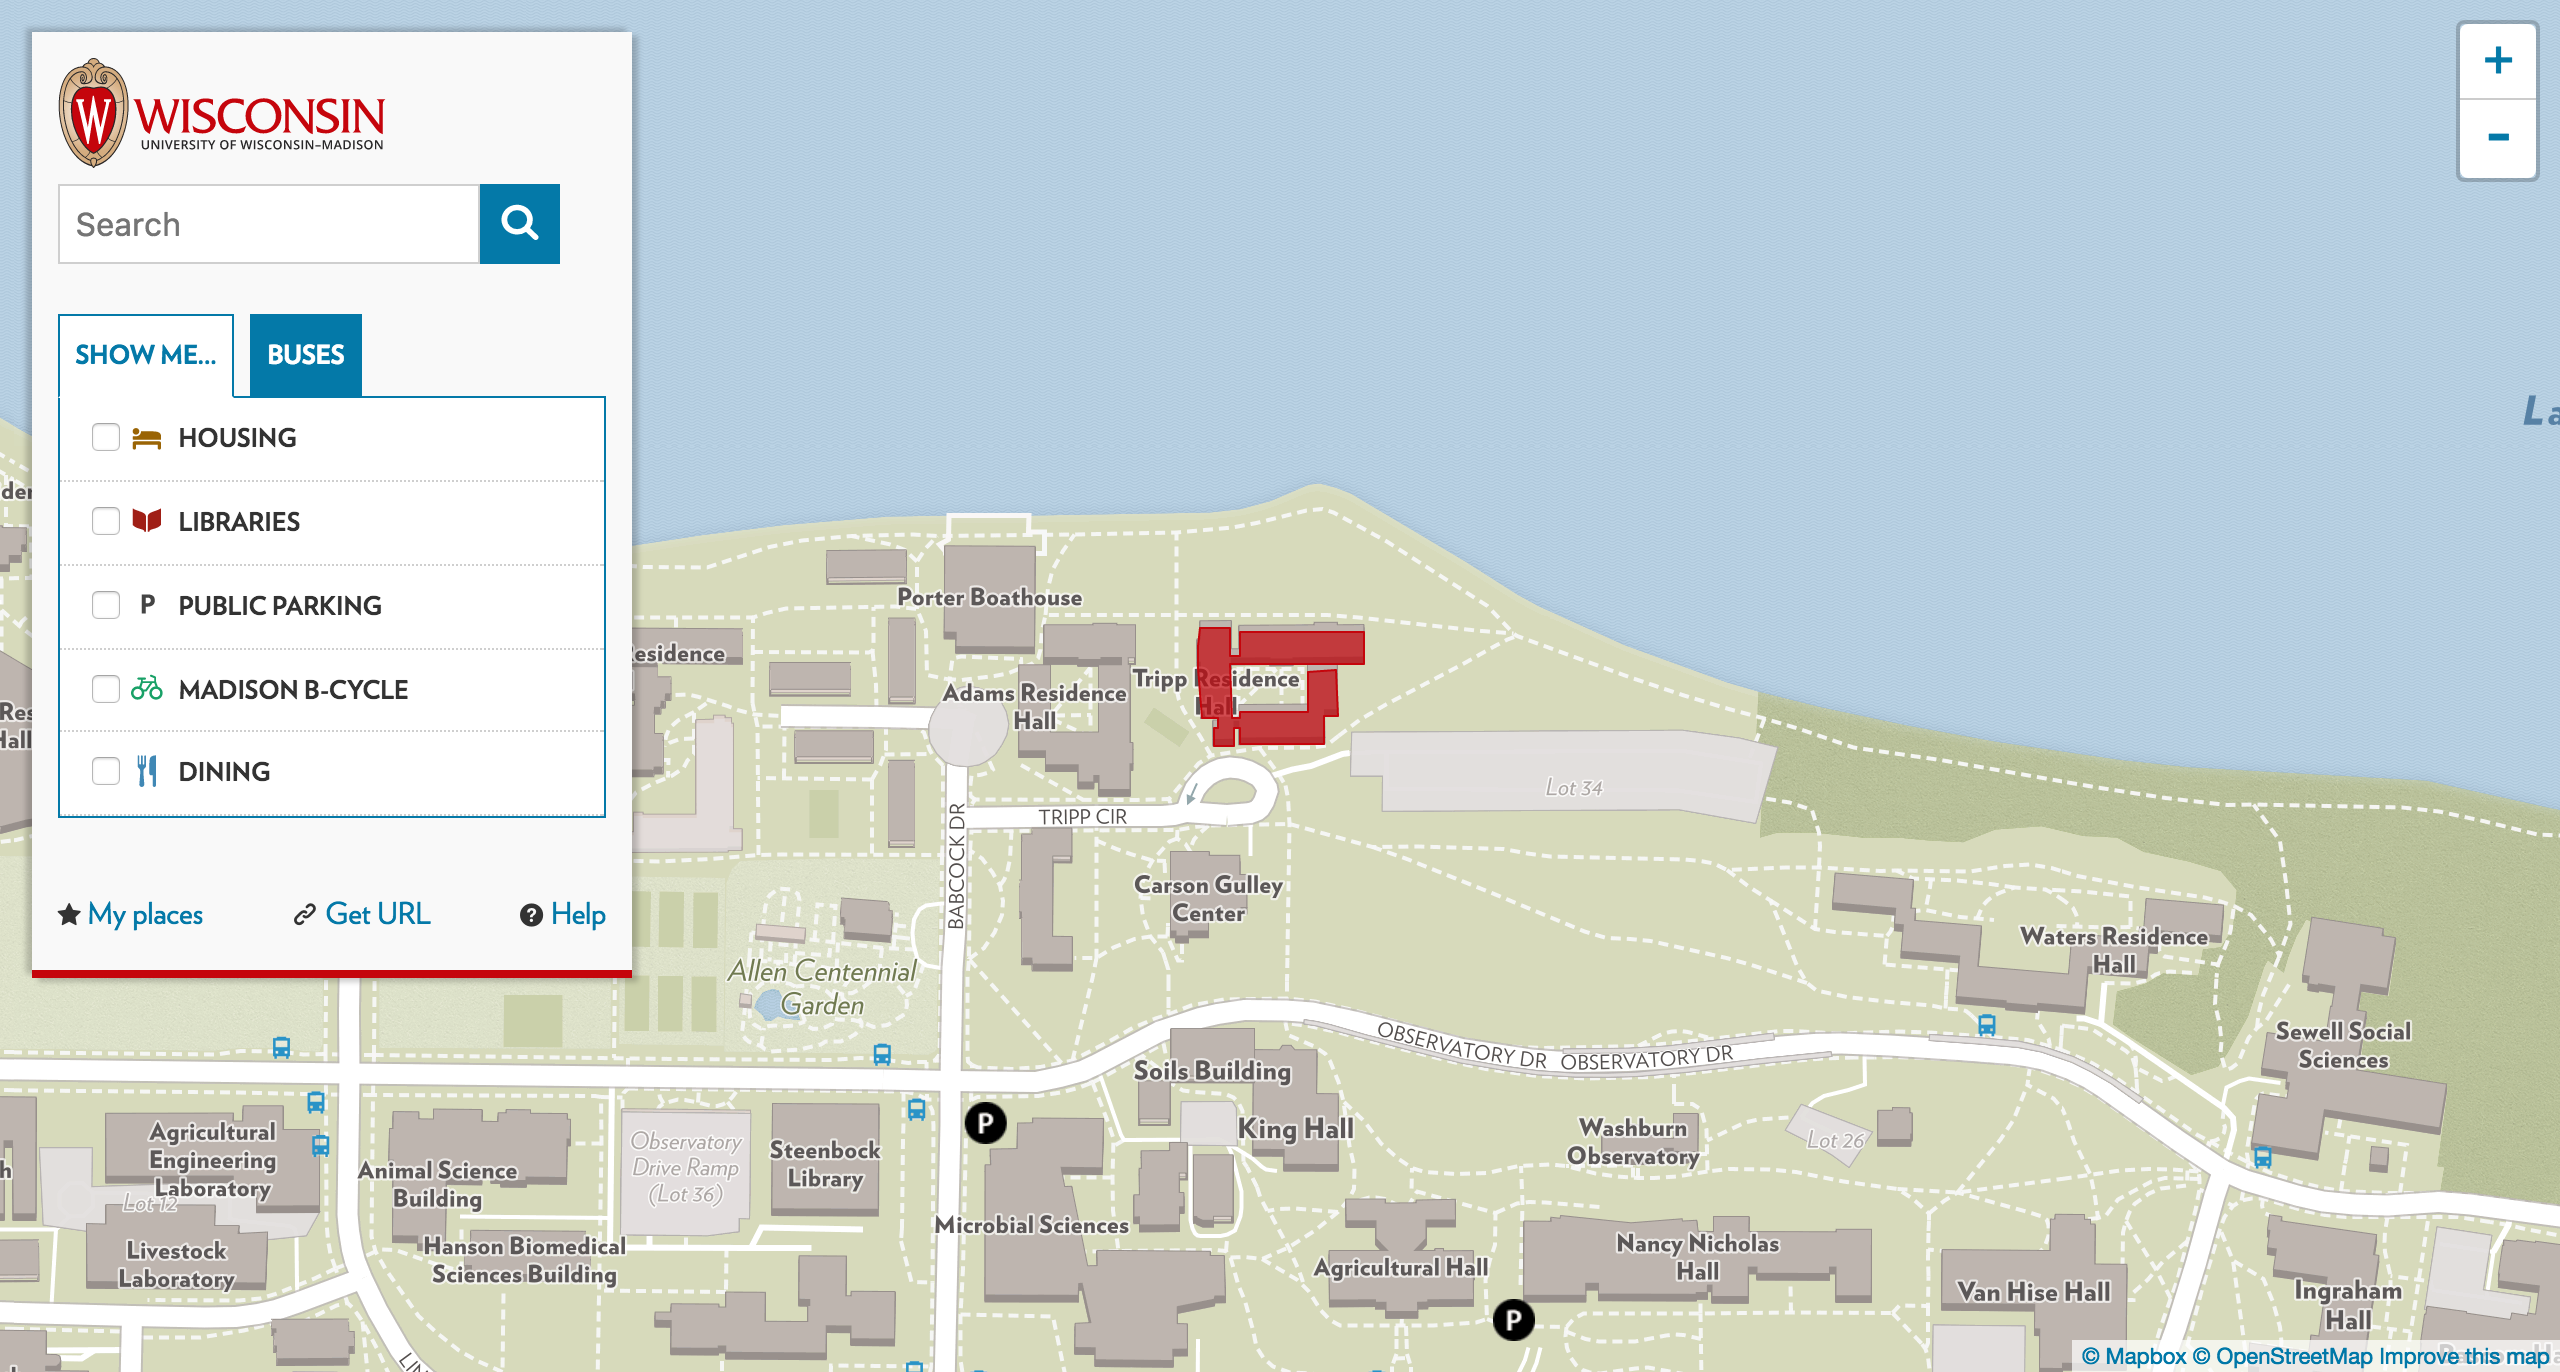 WISCONSIN
UNIVERSITY OF WISCONSIN–MADISON
Search
SHOW ME...
BUSES
HOUSING
LIBRARIES
P PUBLIC PARKING
MADISON B-CYCLE
DINING
My places
Get URL
? Help
+
-
Porter Boathouse
Adams Residence
Hall
Tripp Residence
Hall
Lot 34
TRIPP CIR
BABCOCK DR
Carson Gulley
Center
Allen Centennial
Garden
Waters Residence
Hall
Sewell Social
Sciences
OBSERVATORY DR
OBSERVATORY DR
Soils Building
King Hall
P
Washburn
Observatory
Lot 26
Agricultural
Engineering
Laboratory
Lot 12
Livestock
Laboratory
Animal Science
Building
Observatory
Drive Ramp
(Lot 36)
Steenbock
Library
Hanson Biomedical
Sciences Building
Microbial Sciences
Agricultural Hall
Nancy Nicholas
Hall
P
Van Hise Hall
Ingraham
Hall
© Mapbox © OpenStreetMap Improve this map